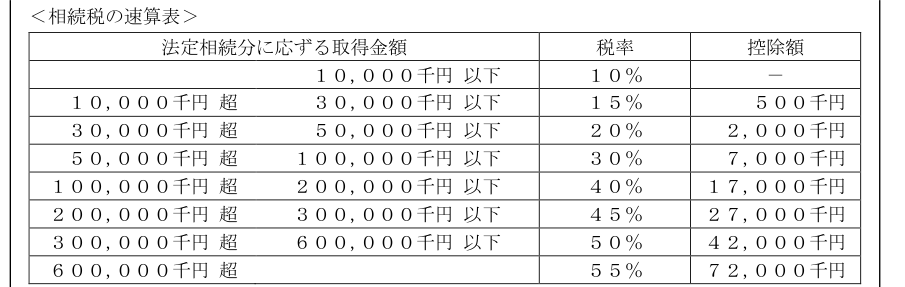 ＜相続税の速算表＞
法定相続分に応ずる取得金額 税率 控除額
１０，０００千円 以下 １０％ －
１０，０００千円 超 ３０，０００千円 以下 １５％ ５００千円
３０，０００千円 超 ５０，０００千円 以下 ２０％ ２，０００千円
５０，０００千円 超 １００，０００千円 以下 ３０％ ７，０００千円
１００，０００千円 超 ２００，０００千円 以下 ４０％ １７，０００千円
２００，０００千円 超 ３００，０００千円 以下 ４５％ ２７，０００千円
３００，０００千円 超 ６００，０００千円 以下 ５０％ ４２，０００千円
６００，０００千円 超 ５５％ ７２，０００千円